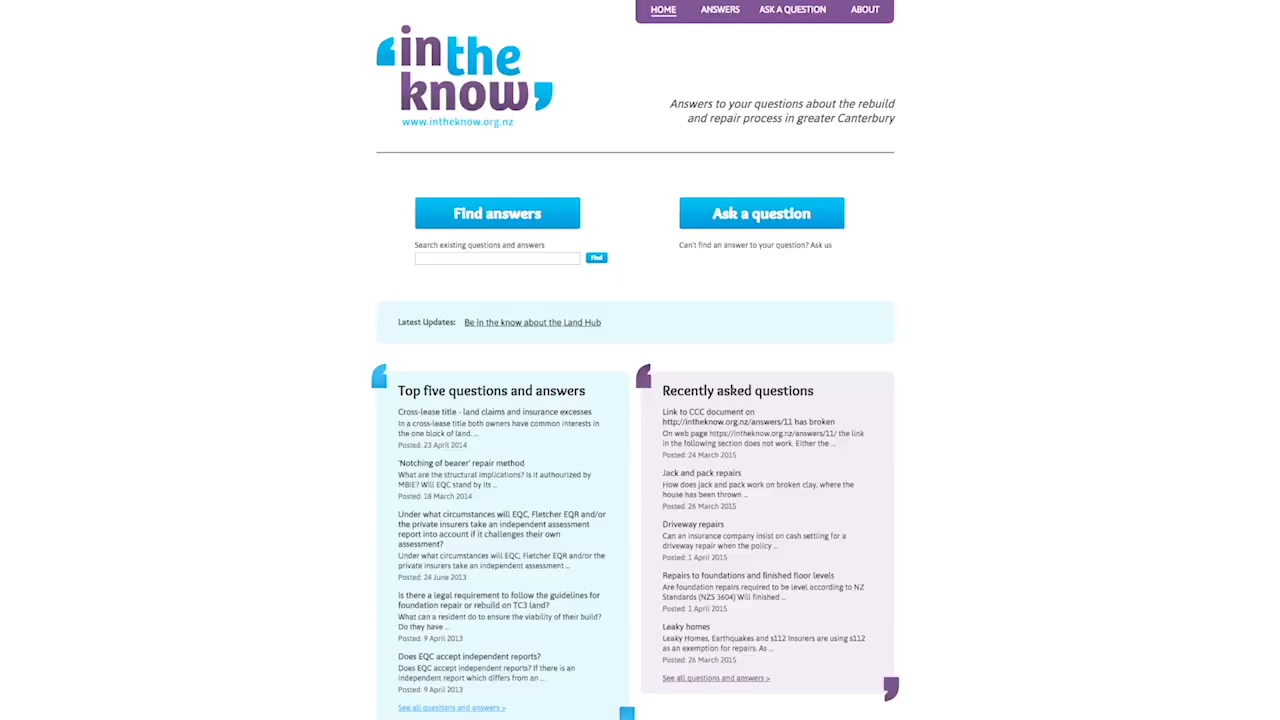 HOME ANSWERS ASK A QUESTION ABOUT
in the
know
www.intheknow.org.nz
Answers to your questions about the rebuild
and repair process in greater Canterbury
Find answers
Search existing questions and answers
Find
Ask a question
Can't find an answer to your question? Ask us
Latest Updates: Be in the know about the Land Hub
Top five questions and answers
Cross-lease title - land claims and insurance excesses
In a cross-lease title both owners have common interests in
the one block of land. ...
Posted: 23 April 2014
'Notching of bearer' repair method
What are the structural implications? Is it authourized by
MBIE? Will EQC stand by its ...
Posted: 18 March 2014
Under what circumstances will EQC, Fletcher EQR and/or
the private insurers take an independent assessment
report into account if it challenges their own
assessment?
Under what circumstances will EQC, Fletcher EQR and/or the
private insurers take an independent assessment ...
Posted: 24 June 2013
Is there a legal requirement to follow the guidelines for
foundation repair or rebuild on TC3 land?
What can a resident do to ensure the viability of their build?
Do they have ...
Posted: 9 April 2013
Does EQC accept independent reports?
Does EQC accept independent reports? If there is an
independent report which differs from an ...
Posted: 9 April 2013
See all questions and answers >
Recently asked questions
Link to CCC document on
http://intheknow.org.nz/answers/11 has broken
On web page https://intheknow.org.nz/answers/11/ the link
in the following section does not work. Either the ...
Posted: 24 March 2015
Jack and pack repairs
How does jack and pack work on broken clay, where the
house has been thrown ...
Posted: 26 March 2015
Driveway repairs
Can an insurance company insist on cash settling for a
driveway repair when the policy ...
Posted: 1 April 2015
Repairs to foundations and finished floor levels
Are foundation repairs required to be level according to NZ
Standards (NZS 3604) Will finished ...
Posted: 1 April 2015
Leaky homes
Leaky Homes, Earthquakes and s112 Insurers are using s112
as an exemption for repairs. As ...
Posted: 26 March 2015
See all questions and answers >